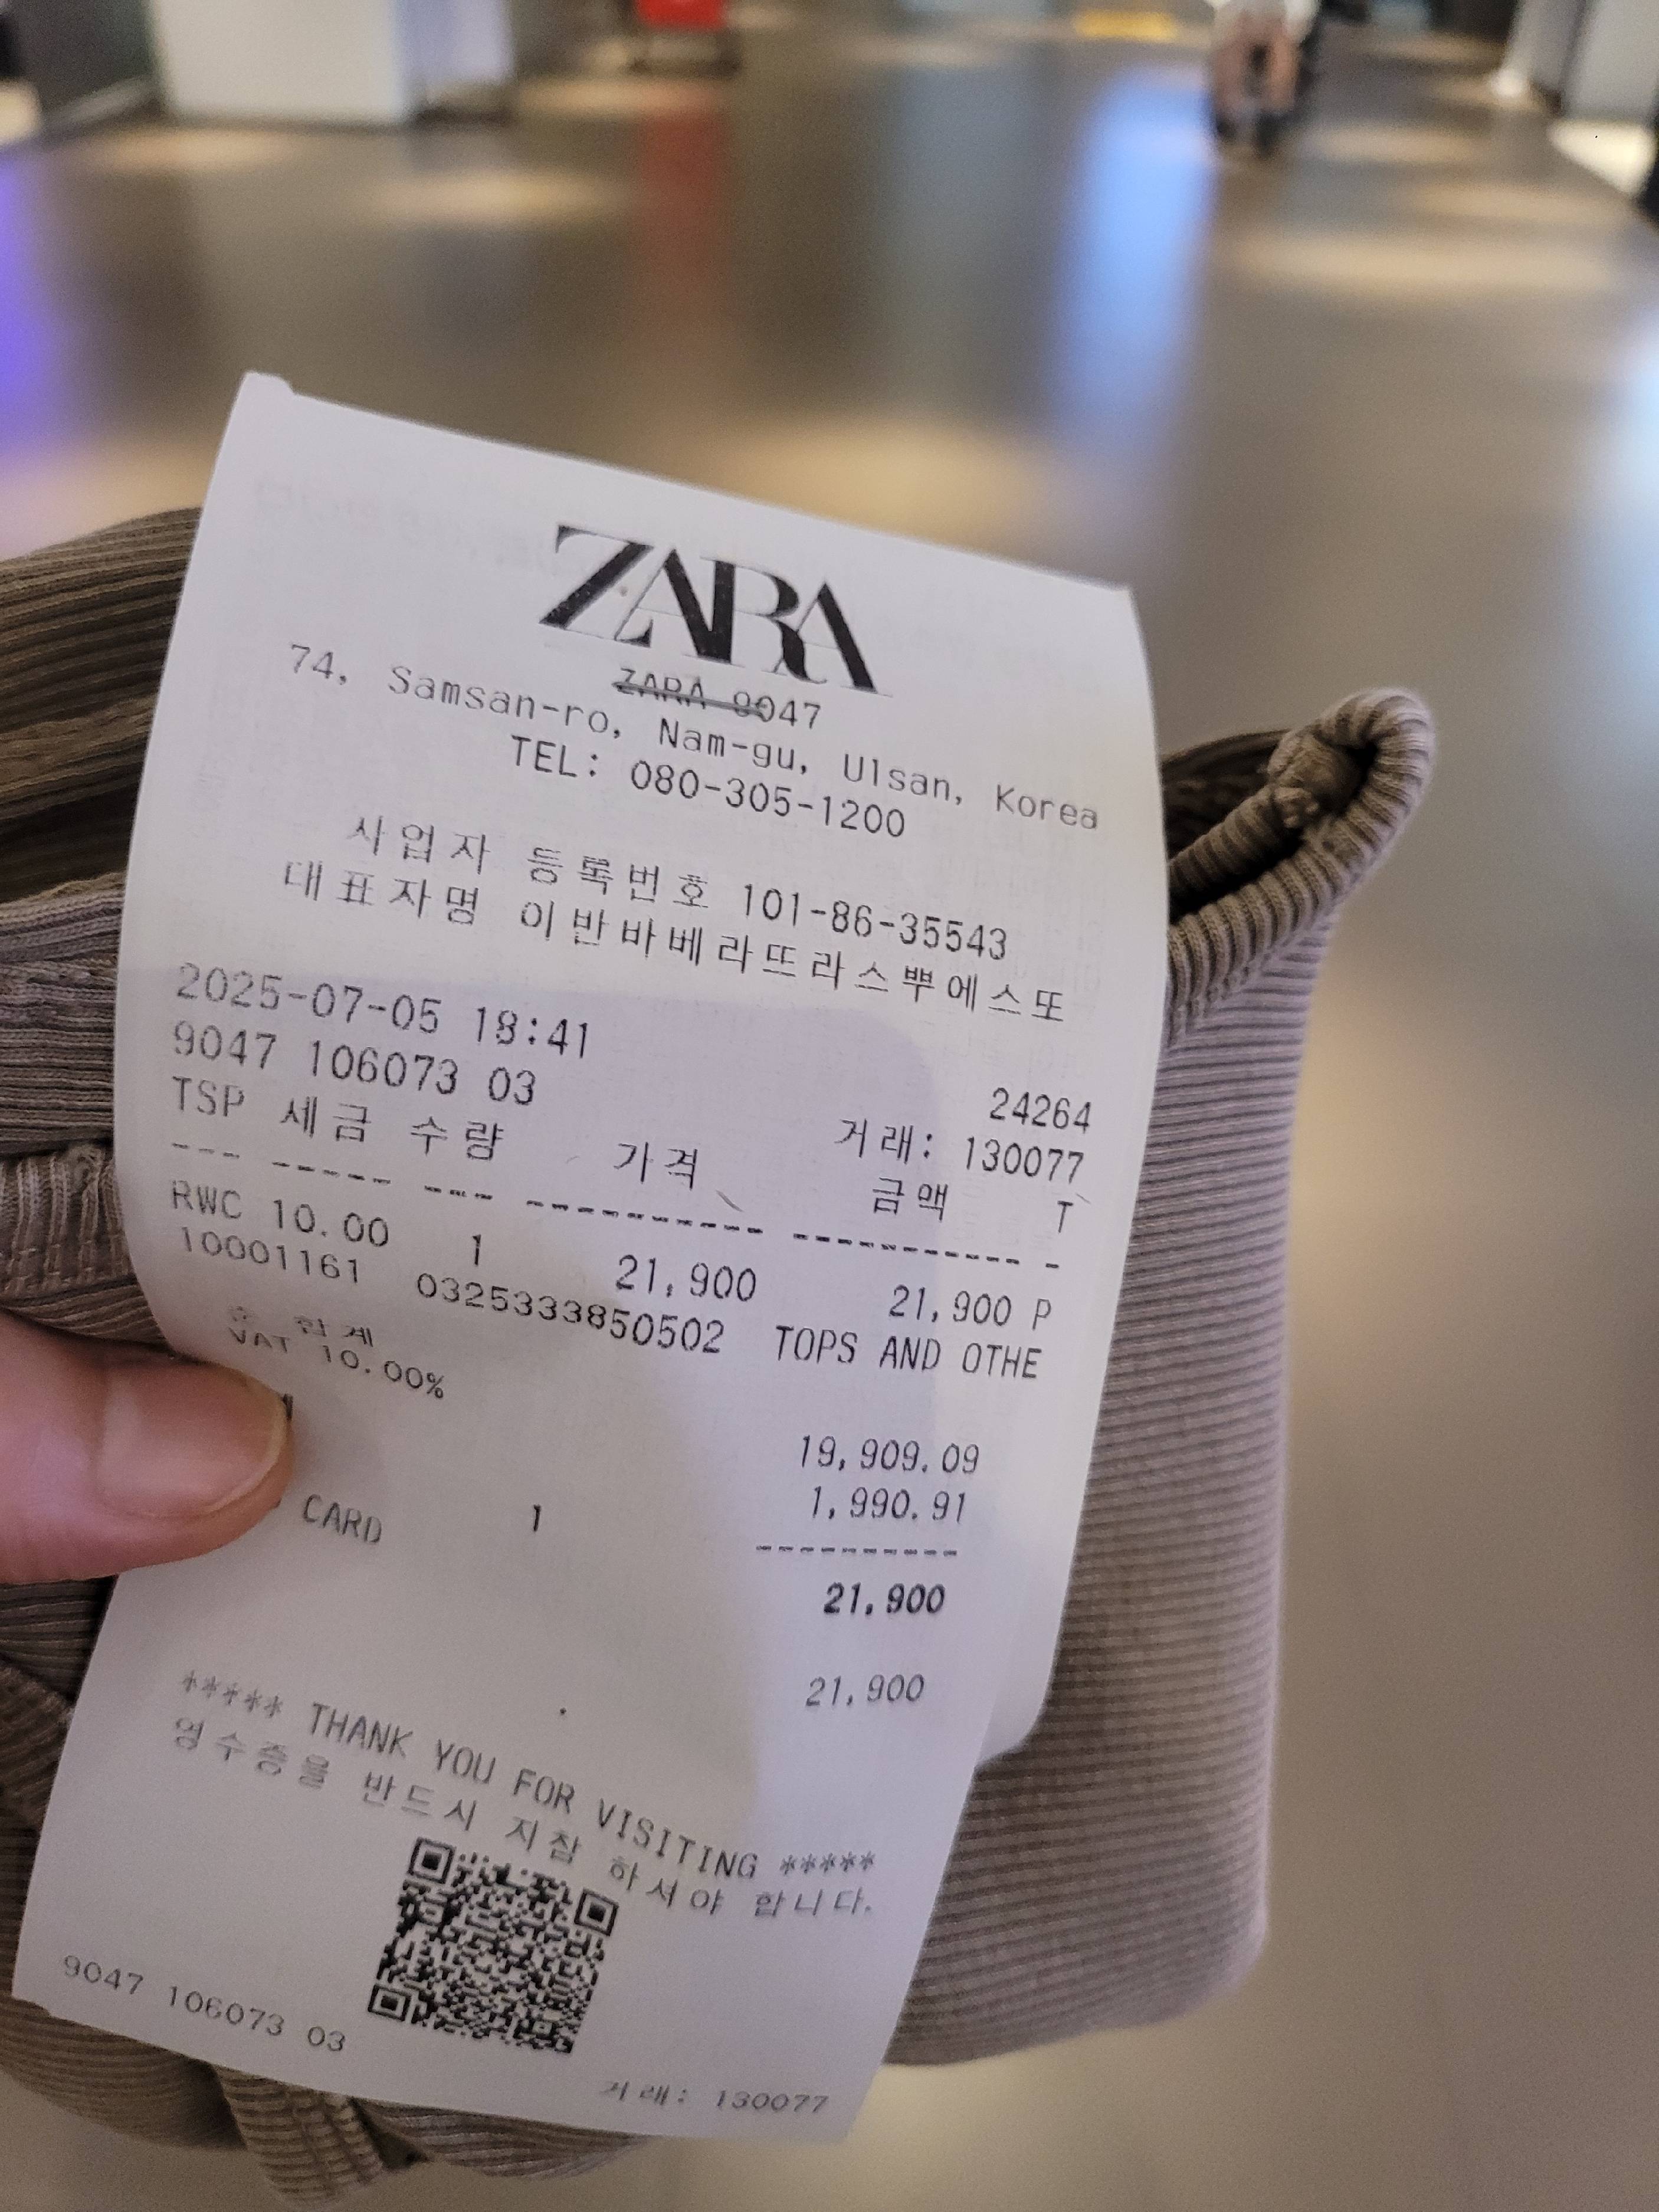 ZARA
ZARA 9047
74, Samsan-ro, Nam-gu, Ulsan, Korea
TEL: 080-305-1200
사업자 등록번호 101-86-35543
대표자명 이반바베라뜨라스뿌에스또
2025-07-05 18:41 24264
9047 106073 03 거래: 130077
TSP 세금 수량 가격 금액 T
--- ----- --- ---------- ---------- -
RWC 10.00 1 21,900 21,900 P
10001161 03253338505​02 TOPS AND OTHE
합계 19,909.09
VAT 10.00% 1,990.91
----------
21,900
CARD 1 21,900
***** THANK YOU FOR VISITING *****
영수증을 반드시 지참 하셔야 합니다.
9047 106073 03 거래: 130077